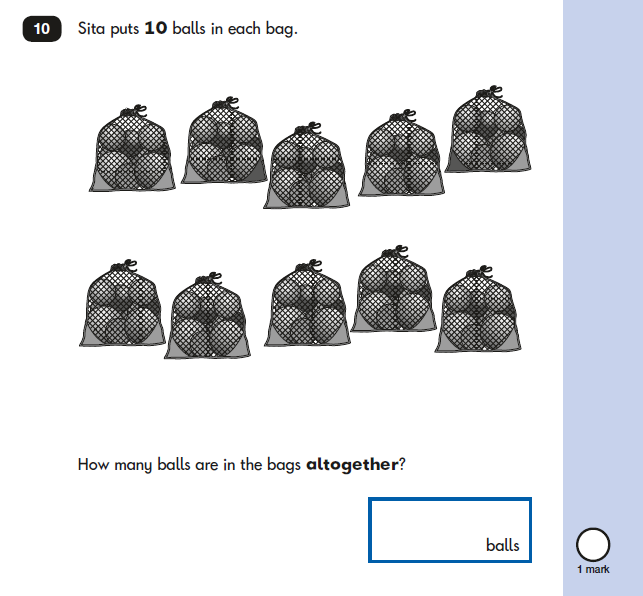 10 Sita puts 10 balls in each bag.
How many balls are in the bags altogether?
balls
1 mark